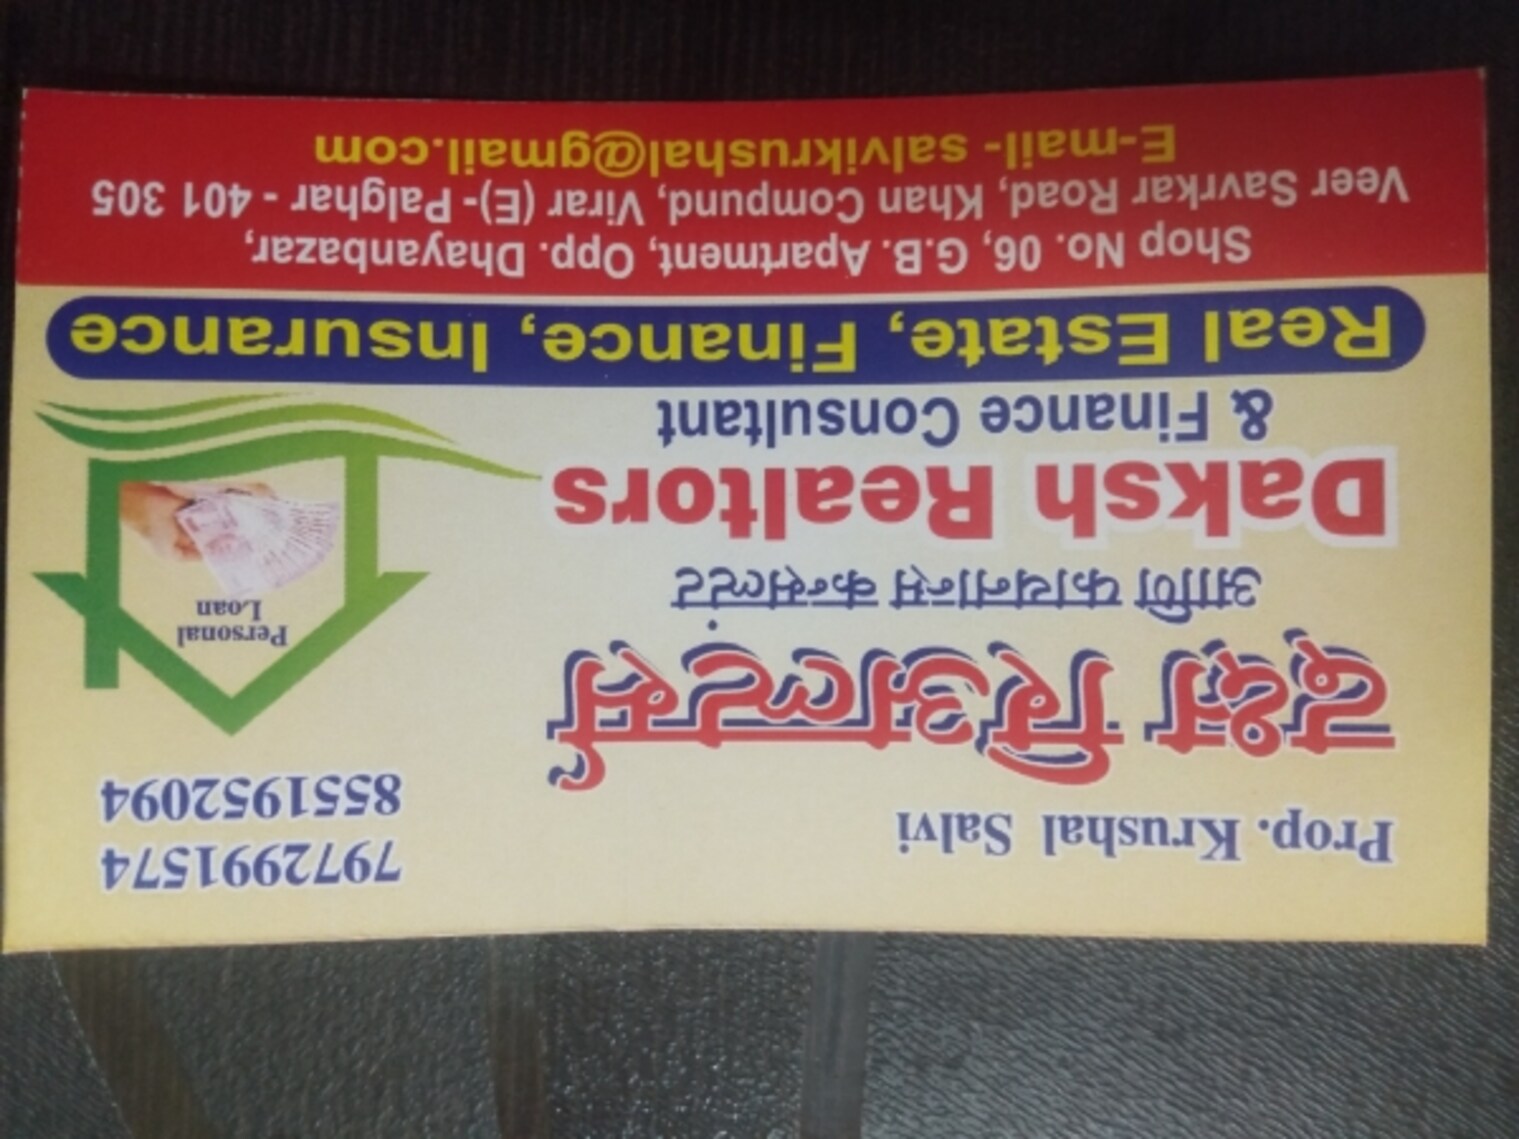 Prop. Krushal Salvi
7972991574
8551952094
दक्ष रिअल्टर्स
आणि फायनान्स कन्सल्टंट
Daksh Realtors
& Finance Consultant
Personal
Loan
Real Estate, Finance, Insurance
Shop No. 06, G.B. Apartment, Opp. Dhayanbazar,
Veer Savrkar Road, Khan Compund, Virar (E) - Palghar - 401 305
E-mail- salvikrushal@gmail.com